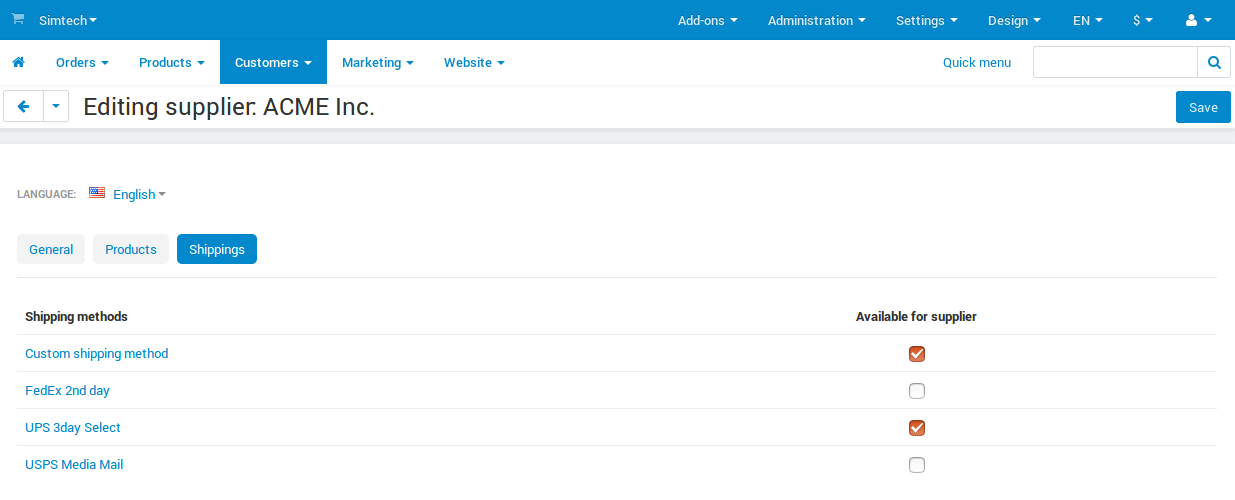 Simtech Add-ons Administration Settings Design EN $
Orders Products Customers Marketing Website Quick menu
Editing supplier: ACME Inc. Save
LANGUAGE: English
General Products Shippings
Shipping methods Available for supplier
Custom shipping method
FedEx 2nd day
UPS 3day Select
USPS Media Mail